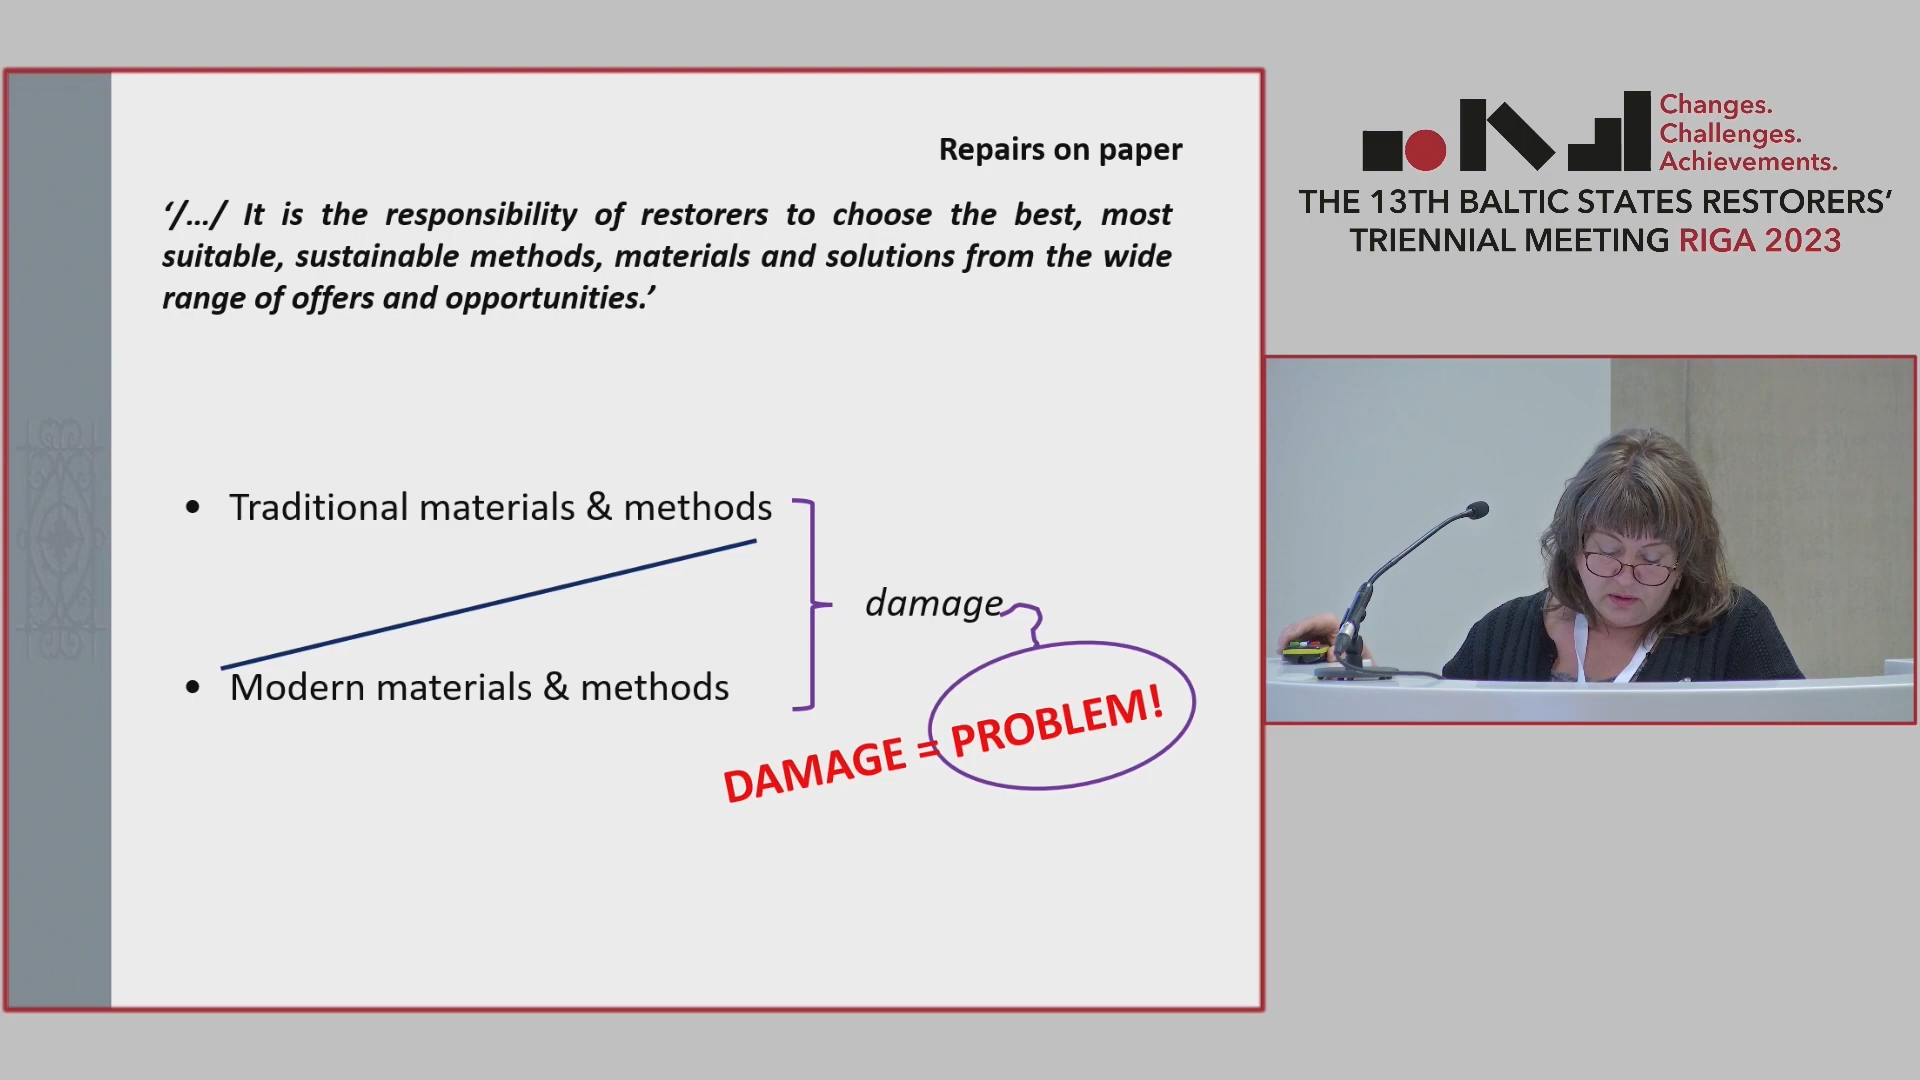 Repairs on paper
‘/…/ It is the responsibility of restorers to choose the best, most
suitable, sustainable methods, materials and solutions from the wide
range of offers and opportunities.’
• Traditional materials & methods
• Modern materials & methods
damage
DAMAGE = PROBLEM!
Changes.
Challenges.
Achievements.
THE 13TH BALTIC STATES RESTORERS’
TRIENNIAL MEETING RIGA 2023